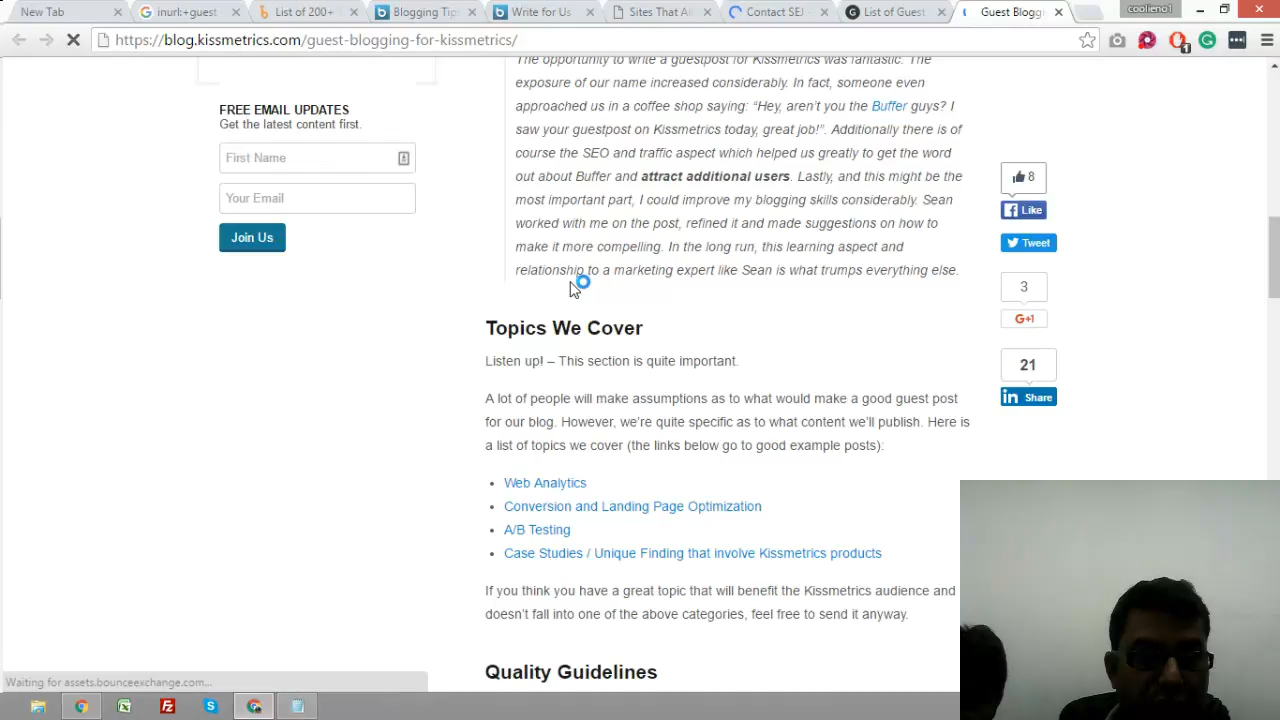 New Tab
inurl:+guest
List of 200+
Blogging Tips
Write for Us
Sites That All
Contact SEJ
List of Guest
Guest Bloggi
coolieno1
https://blog.kissmetrics.com/guest-blogging-for-kissmetrics/
1
The opportunity to write a guestpost for Kissmetrics was fantastic. The
exposure of our name increased considerably. In fact, someone even
approached us in a coffee shop saying: “Hey, aren’t you the Buffer guys? I
saw your guestpost on Kissmetrics today, great job!”. Additionally there is of
course the SEO and traffic aspect which helped us greatly to get the word
out about Buffer and attract additional users. Lastly, and this might be the
most important part, I could improve my blogging skills considerably. Sean
worked with me on the post, refined it and made suggestions on how to
make it more compelling. In the long run, this learning aspect and
relationship to a marketing expert like Sean is what trumps everything else.
FREE EMAIL UPDATES
Get the latest content first.
First Name
Your Email
Join Us
8
Like
Tweet
3
G+1
21
in Share
Topics We Cover
Listen up! – This section is quite important.
A lot of people will make assumptions as to what would make a good guest post
for our blog. However, we’re quite specific as to what content we’ll publish. Here is
a list of topics we cover (the links below go to good example posts):
• Web Analytics
• Conversion and Landing Page Optimization
• A/B Testing
• Case Studies / Unique Finding that involve Kissmetrics products
If you think you have a great topic that will benefit the Kissmetrics audience and
doesn’t fall into one of the above categories, feel free to send it anyway.
Quality Guidelines
Waiting for assets.bounceexchange.com...